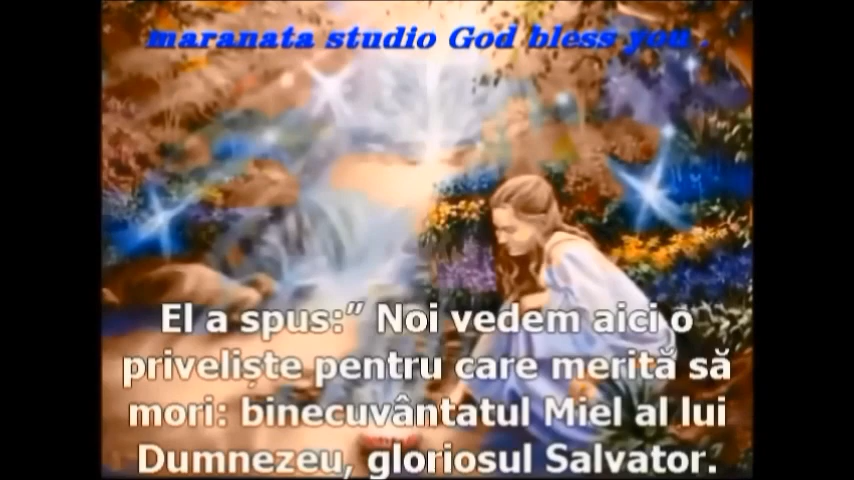 maranata studio God bless you .
El a spus:” Noi vedem aici o
priveliște pentru care merită să
mori: binecuvântatul Miel al lui
Dumnezeu, gloriosul Salvator.